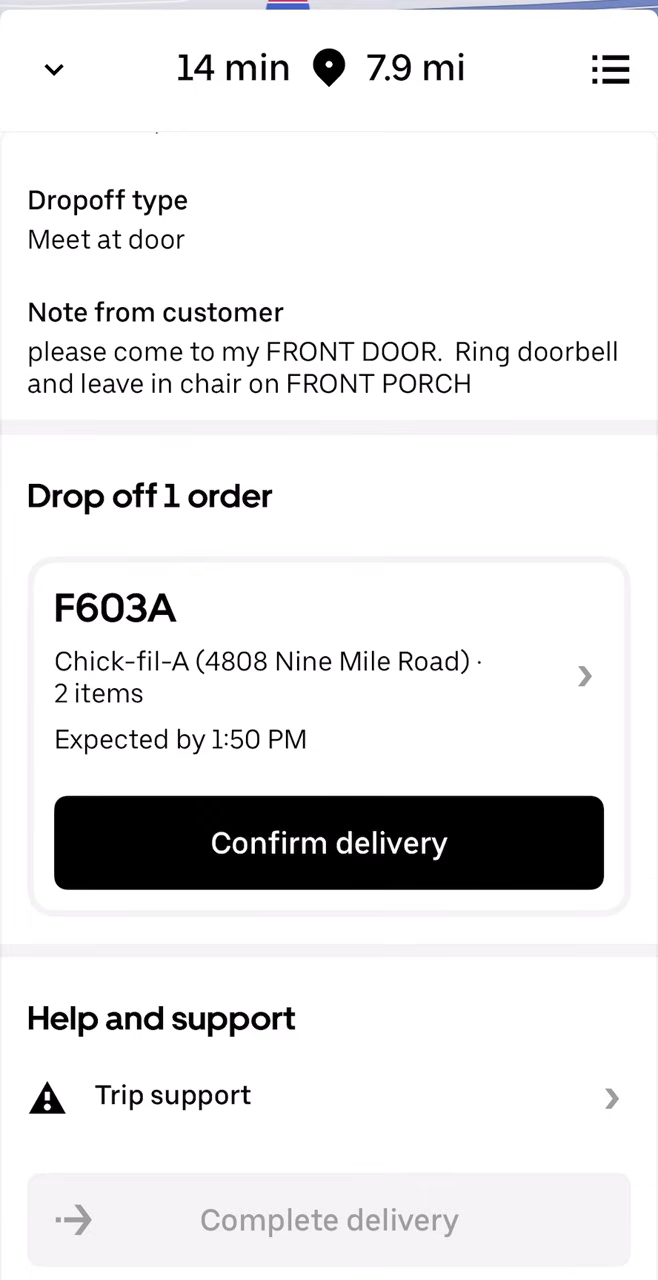 14 min 7.9 mi
Dropoff type
Meet at door
Note from customer
please come to my FRONT DOOR.  Ring doorbell
and leave in chair on FRONT PORCH
Drop off 1 order
F603A
Chick-fil-A (4808 Nine Mile Road) ·
2 items
Expected by 1:50 PM
Confirm delivery
Help and support
Trip support
Complete delivery